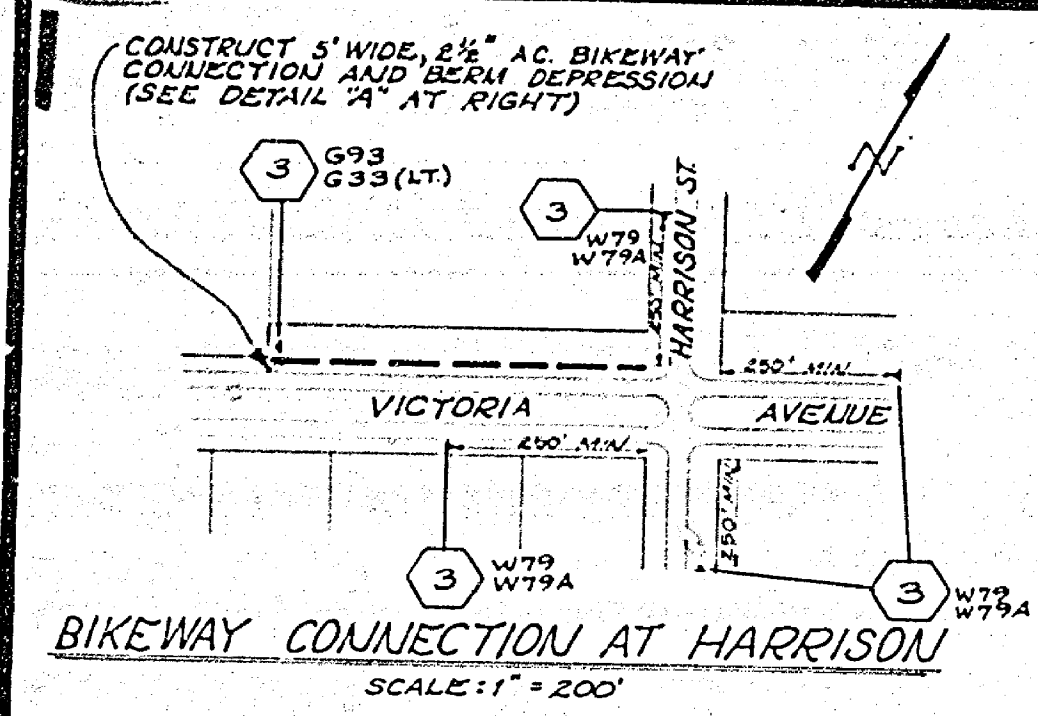 CONSTRUCT 5' WIDE, 2½" AC. BIKEWAY
CONNECTION AND BERM DEPRESSION
(SEE DETAIL "A" AT RIGHT)
3
G93
G33 (LT.)
3
W79
W79A
HARRISON ST.
N.
250' MIN.
VICTORIA
AVENUE
250' MIN.
250' MIN
3
W79
W79A
3
W79
W79A
BIKEWAY CONNECTION AT HARRISON
SCALE: 1" = 200'